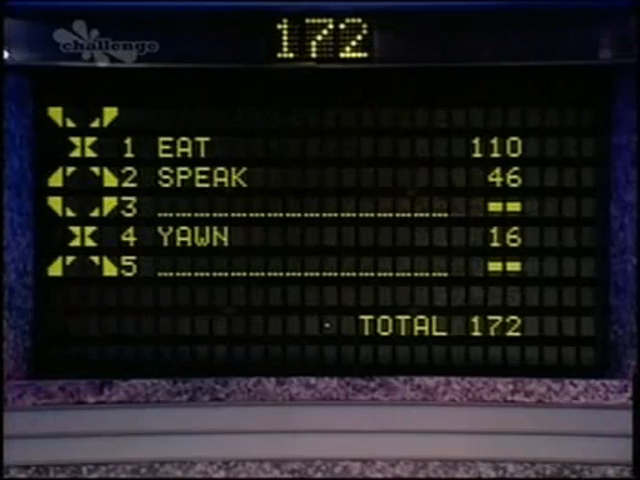 challenge
172
1 EAT 110
2 SPEAK 46
3 ........................ --
4 YAWN 16
5 ........................ --
TOTAL 172